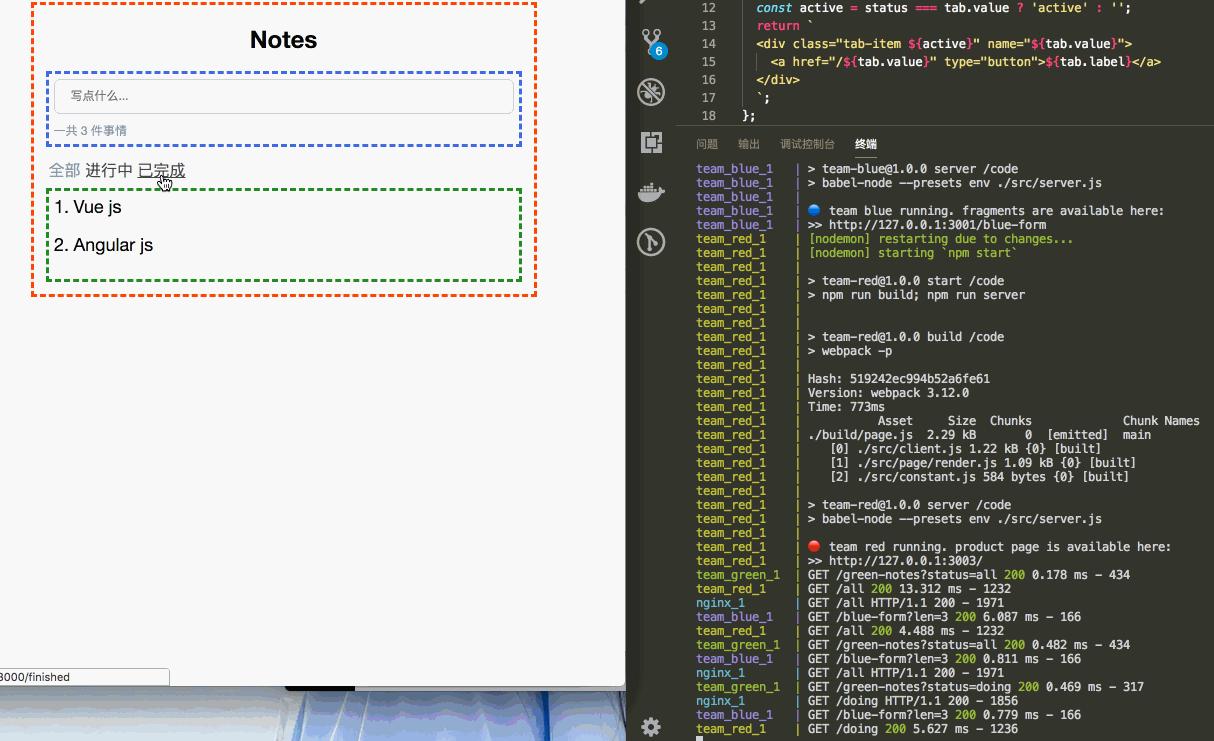 Notes
写点什么...
一共 3 件事情
全部 进行中 已完成
1. Vue js
2. Angular js
3000/finished
6
12 const active = status === tab.value ? 'active' : '';
13 return `
14 <div class="tab-item ${active}" name="${tab.value}">
15 <a href="/${tab.value}" type="button">${tab.label}</a>
16 </div>
17 `;
18 };
问题 输出 调试控制台 终端
team_blue_1 | > team-blue@1.0.0 server /code
team_blue_1 | > babel-node --presets env ./src/server.js
team_blue_1 |
team_blue_1 | 🔵 team blue running. fragments are available here:
team_blue_1 | >> http://127.0.0.1:3001/blue-form
team_red_1 | [nodemon] restarting due to changes...
team_red_1 | [nodemon] starting `npm start`
team_red_1 |
team_red_1 | > team-red@1.0.0 start /code
team_red_1 | > npm run build; npm run server
team_red_1 |
team_red_1 |
team_red_1 | > team-red@1.0.0 build /code
team_red_1 | > webpack -p
team_red_1 |
team_red_1 | Hash: 519242ec994b52a6fe61
team_red_1 | Version: webpack 3.12.0
team_red_1 | Time: 773ms
team_red_1 | Asset Size Chunks Chunk Names
team_red_1 | ./build/page.js 2.29 kB 0 [emitted] main
team_red_1 | [0] ./src/client.js 1.22 kB {0} [built]
team_red_1 | [1] ./src/page/render.js 1.09 kB {0} [built]
team_red_1 | [2] ./src/constant.js 584 bytes {0} [built]
team_red_1 |
team_red_1 | > team-red@1.0.0 server /code
team_red_1 | > babel-node --presets env ./src/server.js
team_red_1 |
team_red_1 | 🔴 team red running. product page is available here:
team_red_1 | >> http://127.0.0.1:3003/
team_green_1 | GET /green-notes?status=all 200 0.178 ms - 434
team_red_1 | GET /all 200 13.312 ms - 1232
nginx_1 | GET /all HTTP/1.1 200 - 1971
team_blue_1 | GET /blue-form?len=3 200 6.087 ms - 166
team_red_1 | GET /all 200 4.488 ms - 1232
team_green_1 | GET /green-notes?status=all 200 0.482 ms - 434
team_blue_1 | GET /blue-form?len=3 200 0.811 ms - 166
nginx_1 | GET /all HTTP/1.1 200 - 1971
team_green_1 | GET /green-notes?status=doing 200 0.469 ms - 317
nginx_1 | GET /doing HTTP/1.1 200 - 1856
team_blue_1 | GET /blue-form?len=3 200 0.779 ms - 166
team_red_1 | GET /doing 200 5.627 ms - 1236